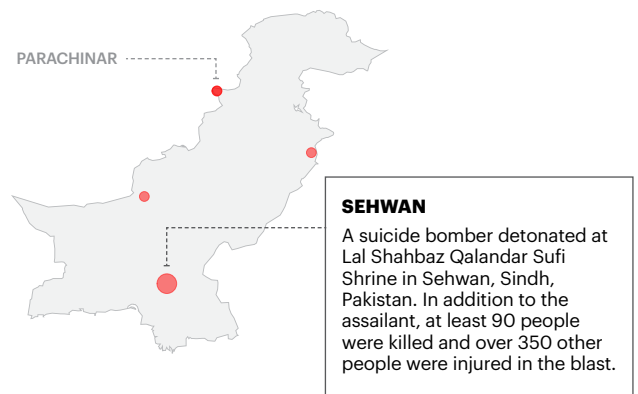 PARACHINAR
SEHWAN
A suicide bomber detonated at
Lal Shahbaz Qalandar Sufi
Shrine in Sehwan, Sindh,
Pakistan. In addition to the
assailant, at least 90 people
were killed and over 350 other
people were injured in the blast.